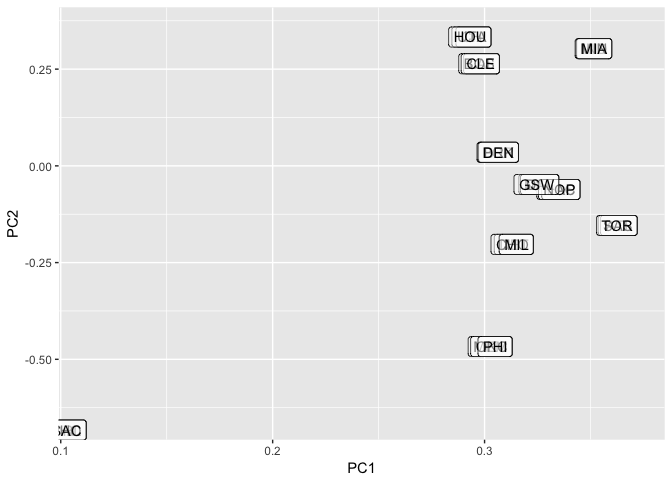 HOU
MIA
CLE
0.25
DEN
0.00
GSW
TOR
MIL
-0.25
PHI
-0.50
SAC
0.1
0.2
0.3
PC1
PC2